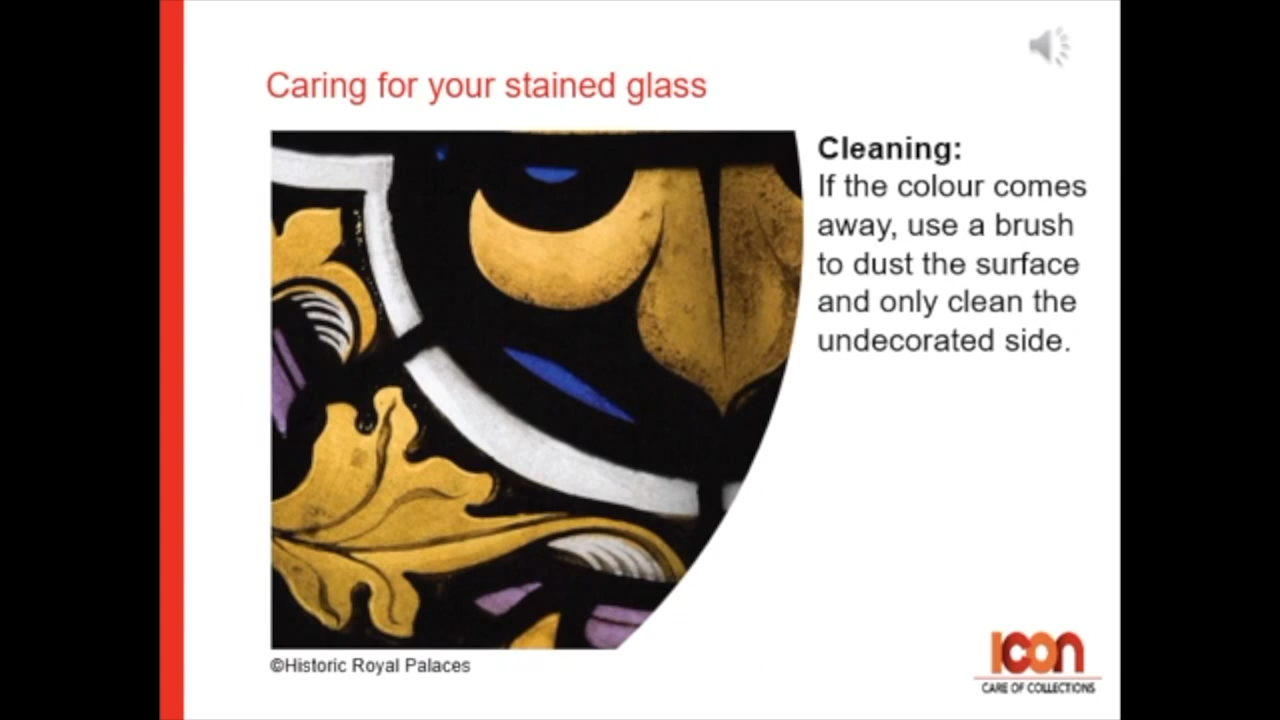 Caring for your stained glass
Cleaning:
If the colour comes
away, use a brush
to dust the surface
and only clean the
undecorated side.
©Historic Royal Palaces
Icon
CARE OF COLLECTIONS